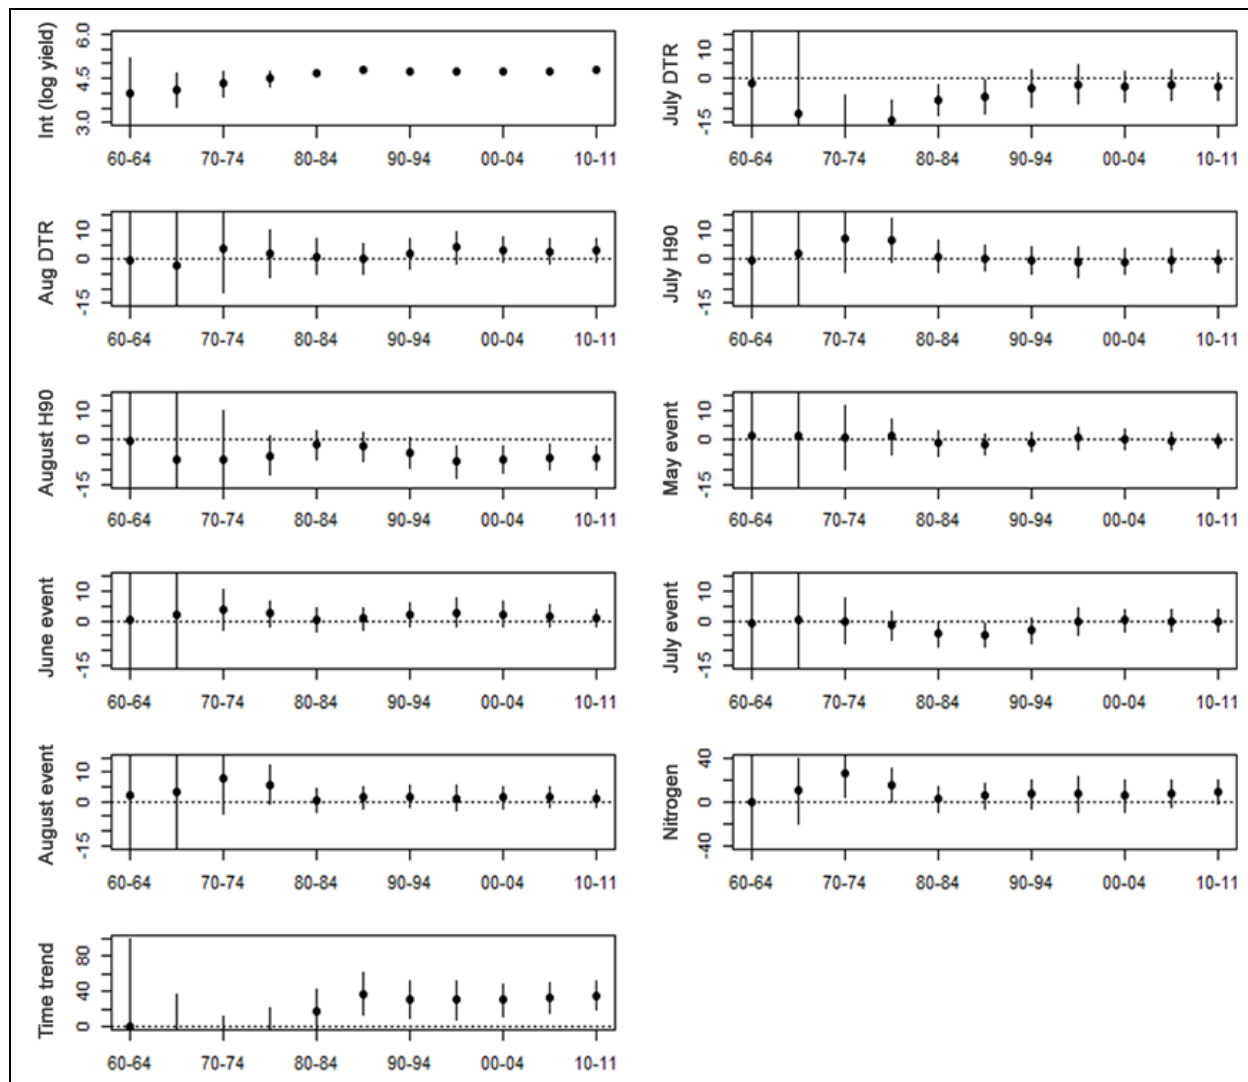 Int (log yield)
6.0
4.5
3.0
60-64 70-74 80-84 90-94 00-04 10-11
July DTR
10
0
-15
60-64 70-74 80-84 90-94 00-04 10-11
Aug DTR
10
0
-15
60-64 70-74 80-84 90-94 00-04 10-11
July H90
10
0
-15
60-64 70-74 80-84 90-94 00-04 10-11
August H90
10
0
-15
60-64 70-74 80-84 90-94 00-04 10-11
May event
10
0
-15
60-64 70-74 80-84 90-94 00-04 10-11
June event
10
0
-15
60-64 70-74 80-84 90-94 00-04 10-11
July event
10
0
-15
60-64 70-74 80-84 90-94 00-04 10-11
August event
10
0
-15
60-64 70-74 80-84 90-94 00-04 10-11
Nitrogen
40
0
-40
60-64 70-74 80-84 90-94 00-04 10-11
Time trend
80
40
0
60-64 70-74 80-84 90-94 00-04 10-11